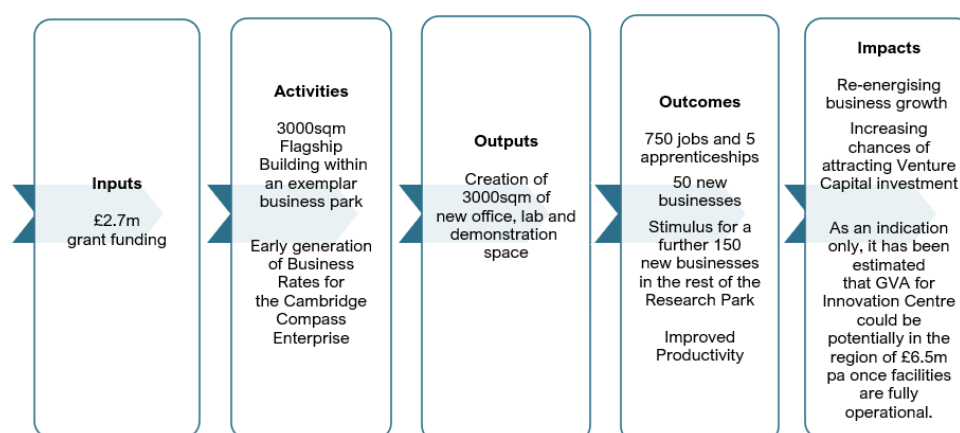 Inputs
£2.7m
grant funding
Activities
3000sqm
Flagship
Building within
an exemplar
business park
Early generation
of Business
Rates for
the Cambridge
Compass
Enterprise
Outputs
Creation of
3000sqm of
new office, lab and
demonstration
space
Outcomes
750 jobs and 5
apprenticeships
50 new
businesses
Stimulus for a
further 150
new businesses
in the rest of the
Research Park
Improved
Productivity
Impacts
Re-energising
business growth
Increasing
chances of
attracting Venture
Capital investment
As an indication
only, it has been
estimated
that GVA for
Innovation Centre
could be
potentially in the
region of £6.5m
pa once facilities
are fully
operational.